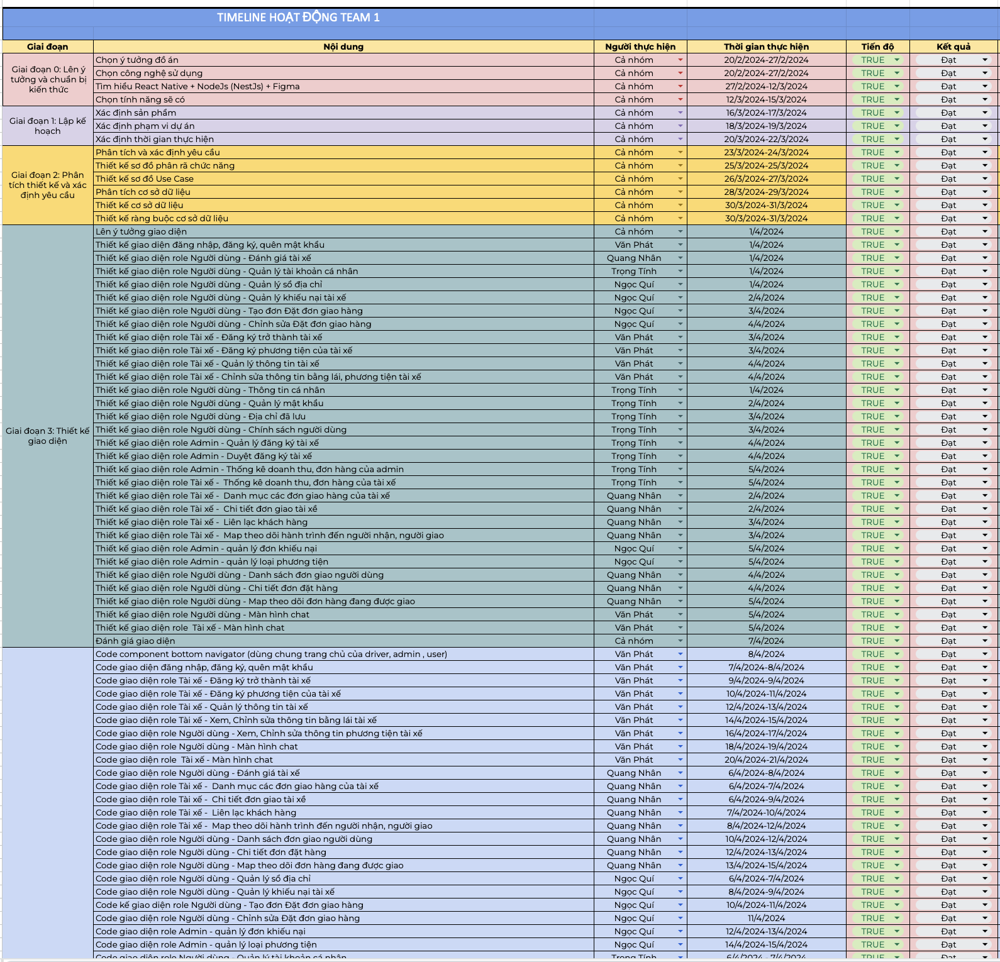 TIMELINE HOẠT ĐỘNG TEAM 1
Giai đoạn Nội dung Người thực hiện Thời gian thực hiện Tiến độ Kết quả
Giai đoạn 0: Lên ý tưởng và chuẩn bị kiến thức
Chọn ý tưởng đồ án Cả nhóm 20/2/2024-27/2/2024 TRUE Đạt
Chọn công nghệ sử dụng Cả nhóm 20/2/2024-27/2/2024 TRUE Đạt
Tìm hiểu React Native + NodeJs (NestJs) + Figma Cả nhóm 27/2/2024-12/3/2024 TRUE Đạt
Chọn tính năng sẽ có Cả nhóm 12/3/2024-15/3/2024 TRUE Đạt
Giai đoạn 1: Lập kế hoạch
Xác định sản phẩm Cả nhóm 16/3/2024-17/3/2024 TRUE Đạt
Xác định phạm vi dự án Cả nhóm 18/3/2024-19/3/2024 TRUE Đạt
Xác định thời gian thực hiện Cả nhóm 20/3/2024-22/3/2024 TRUE Đạt
Giai đoạn 2: Phân tích thiết kế và xác định yêu cầu
Phân tích và xác định yêu cầu Cả nhóm 23/3/2024-24/3/2024 TRUE Đạt
Thiết kế sơ đồ phân rã chức năng Cả nhóm 25/3/2024-25/3/2024 TRUE Đạt
Thiết kế sơ đồ Use Case Cả nhóm 26/3/2024-27/3/2024 TRUE Đạt
Phân tích cơ sở dữ liệu Cả nhóm 28/3/2024-29/3/2024 TRUE Đạt
Thiết kế cơ sở dữ liệu Cả nhóm 30/3/2024-31/3/2024 TRUE Đạt
Thiết kế ràng buộc cơ sở dữ liệu Cả nhóm 30/3/2024-31/3/2024 TRUE Đạt
Giai đoạn 3: Thiết kế giao diện
Lên ý tưởng giao diện Cả nhóm 1/4/2024 TRUE Đạt
Thiết kế giao diện đăng nhập, đăng ký, quên mật khẩu Văn Phát 1/4/2024 TRUE Đạt
Thiết kế giao diện role Người dùng - Đánh giá tài xế Quang Nhân 1/4/2024 TRUE Đạt
Thiết kế giao diện role Người dùng - Quản lý tài khoản cá nhân Trọng Tính 1/4/2024 TRUE Đạt
Thiết kế giao diện role Người dùng - Quản lý sổ địa chỉ Ngọc Quí 1/4/2024 TRUE Đạt
Thiết kế giao diện role Người dùng - Quản lý khiếu nại tài xế Ngọc Quí 2/4/2024 TRUE Đạt
Thiết kế giao diện role Người dùng - Tạo đơn Đặt đơn giao hàng Ngọc Quí 3/4/2024 TRUE Đạt
Thiết kế giao diện role Người dùng - Chỉnh sửa Đặt đơn giao hàng Ngọc Quí 4/4/2024 TRUE Đạt
Thiết kế giao diện role Tài xế - Đăng ký trở thành tài xế Văn Phát 3/4/2024 TRUE Đạt
Thiết kế giao diện role Tài xế - Đăng ký phương tiện của tài xế Văn Phát 3/4/2024 TRUE Đạt
Thiết kế giao diện role Tài xế - Quản lý thông tin tài xế Văn Phát 4/4/2024 TRUE Đạt
Thiết kế giao diện role Tài xế - Chỉnh sửa thông tin bằng lái, phương tiện tài xế Văn Phát 4/4/2024 TRUE Đạt
Thiết kế giao diện role Người dùng - Thông tin cá nhân Trọng Tính 1/4/2024 TRUE Đạt
Thiết kế giao diện role Người dùng - Quản lý mật khẩu Trọng Tính 2/4/2024 TRUE Đạt
Thiết kế giao diện role Người dùng - Địa chỉ đã lưu Trọng Tính 3/4/2024 TRUE Đạt
Thiết kế giao diện role Người dùng - Chính sách người dùng Trọng Tính 3/4/2024 TRUE Đạt
Thiết kế giao diện role Admin - Quản lý đăng ký tài xế Trọng Tính 4/4/2024 TRUE Đạt
Thiết kế giao diện role Admin - Duyệt đăng ký tài xế Trọng Tính 4/4/2024 TRUE Đạt
Thiết kế giao diện role Admin - Thống kê doanh thu, đơn hàng của admin Trọng Tính 5/4/2024 TRUE Đạt
Thiết kế giao diện role Tài xế - Thống kê doanh thu, đơn hàng của tài xế Trọng Tính 5/4/2024 TRUE Đạt
Thiết kế giao diện role Tài xế - Danh mục các đơn giao hàng của tài xế Quang Nhân 2/4/2024 TRUE Đạt
Thiết kế giao diện role Tài xế - Chi tiết đơn giao tài xề Quang Nhân 2/4/2024 TRUE Đạt
Thiết kế giao diện role Tài xế - Liên lạc khách hàng Quang Nhân 3/4/2024 TRUE Đạt
Thiết kế giao diện role Tài xế - Map theo dõi hành trình đến người nhận, người giao Quang Nhân 3/4/2024 TRUE Đạt
Thiết kế giao diện role Admin - quản lý đơn khiếu nại Ngọc Quí 5/4/2024 TRUE Đạt
Thiết kế giao diện role Admin - quản lý loại phương tiện Ngọc Quí 5/4/2024 TRUE Đạt
Thiết kế giao diện role Người dùng - Danh sách đơn giao người dùng Quang Nhân 4/4/2024 TRUE Đạt
Thiết kế giao diện role Người dùng - Chi tiết đơn đặt hàng Quang Nhân 4/4/2024 TRUE Đạt
Thiết kế giao diện role Người dùng - Map theo dõi đơn hàng đang được giao Quang Nhân 5/4/2024 TRUE Đạt
Thiết kế giao diện role Người dùng - Màn hình chat Văn Phát 5/4/2024 TRUE Đạt
Thiết kế giao diện role Tài xế - Màn hình chat Văn Phát 5/4/2024 TRUE Đạt
Đánh giá giao diện Cả nhóm 7/4/2024 TRUE Đạt
Code component bottom navigator (dùng chung trang chủ của driver, admin , user) Văn Phát 8/4/2024 TRUE Đạt
Code giao diện đăng nhập, đăng ký, quên mật khẩu Văn Phát 7/4/2024-8/4/2024 TRUE Đạt
Code giao diện role Tài xế - Đăng ký trở thành tài xế Văn Phát 9/4/2024-9/4/2024 TRUE Đạt
Code giao diện role Tài xế - Đăng ký phương tiện của tài xế Văn Phát 10/4/2024-11/4/2024 TRUE Đạt
Code giao diện role Tài xế - Quản lý thông tin tài xế Văn Phát 12/4/2024-13/4/2024 TRUE Đạt
Code giao diện role Tài xế - Xem, Chỉnh sửa thông tin bằng lái tài xế Văn Phát 14/4/2024-15/4/2024 TRUE Đạt
Code giao diện role Người dùng - Xem, Chỉnh sửa thông tin phương tiện tài xế Văn Phát 16/4/2024-17/4/2024 TRUE Đạt
Code giao diện role Người dùng - Màn hình chat Văn Phát 18/4/2024-19/4/2024 TRUE Đạt
Code giao diện role Tài xế - Màn hình chat Văn Phát 20/4/2024-21/4/2024 TRUE Đạt
Code giao diện role Người dùng - Đánh giá tài xế Quang Nhân 6/4/2024-8/4/2024 TRUE Đạt
Code giao diện role Tài xế - Danh mục các đơn giao hàng của tài xế Quang Nhân 6/4/2024-7/4/2024 TRUE Đạt
Code giao diện role Tài xế - Chi tiết đơn giao tài xề Quang Nhân 6/4/2024-9/4/2024 TRUE Đạt
Code giao diện role Tài xế - Liên lạc khách hàng Quang Nhân 7/4/2024-10/4/2024 TRUE Đạt
Code giao diện role Tài xế - Map theo dõi hành trình đến người nhận, người giao Quang Nhân 8/4/2024-12/4/2024 TRUE Đạt
Code giao diện role Người dùng - Danh sách đơn giao người dùng Quang Nhân 10/4/2024-12/4/2024 TRUE Đạt
Code giao diện role Người dùng - Chi tiết đơn đặt hàng Quang Nhân 12/4/2024-13/4/2024 TRUE Đạt
Code giao diện role Người dùng - Map theo dõi đơn hàng đang được giao Quang Nhân 13/4/2024-15/4/2024 TRUE Đạt
Code giao diện role Người dùng - Quản lý sổ địa chỉ Ngọc Quí 6/4/2024-7/4/2024 TRUE Đạt
Code giao diện role Người dùng - Quản lý khiếu nại tài xế Ngọc Quí 8/4/2024-9/4/2024 TRUE Đạt
Code kế giao diện role Người dùng - Tạo đơn Đặt đơn giao hàng Ngọc Quí 10/4/2024-11/4/2024 TRUE Đạt
Code giao diện role Người dùng - Chỉnh sửa Đặt đơn giao hàng Ngọc Quí 11/4/2024 TRUE Đạt
Code giao diện role Admin - quản lý đơn khiếu nại Ngọc Quí 12/4/2024-13/4/2024 TRUE Đạt
Code giao diện role Admin - quản lý loại phương tiện Ngọc Quí 14/4/2024-15/4/2024 TRUE Đạt
Code giao diện role Người dùng - Quản lý tài khoản cá nhân Trọng Tính 6/4/2024 - 7/4/2024 TRUE Đạt